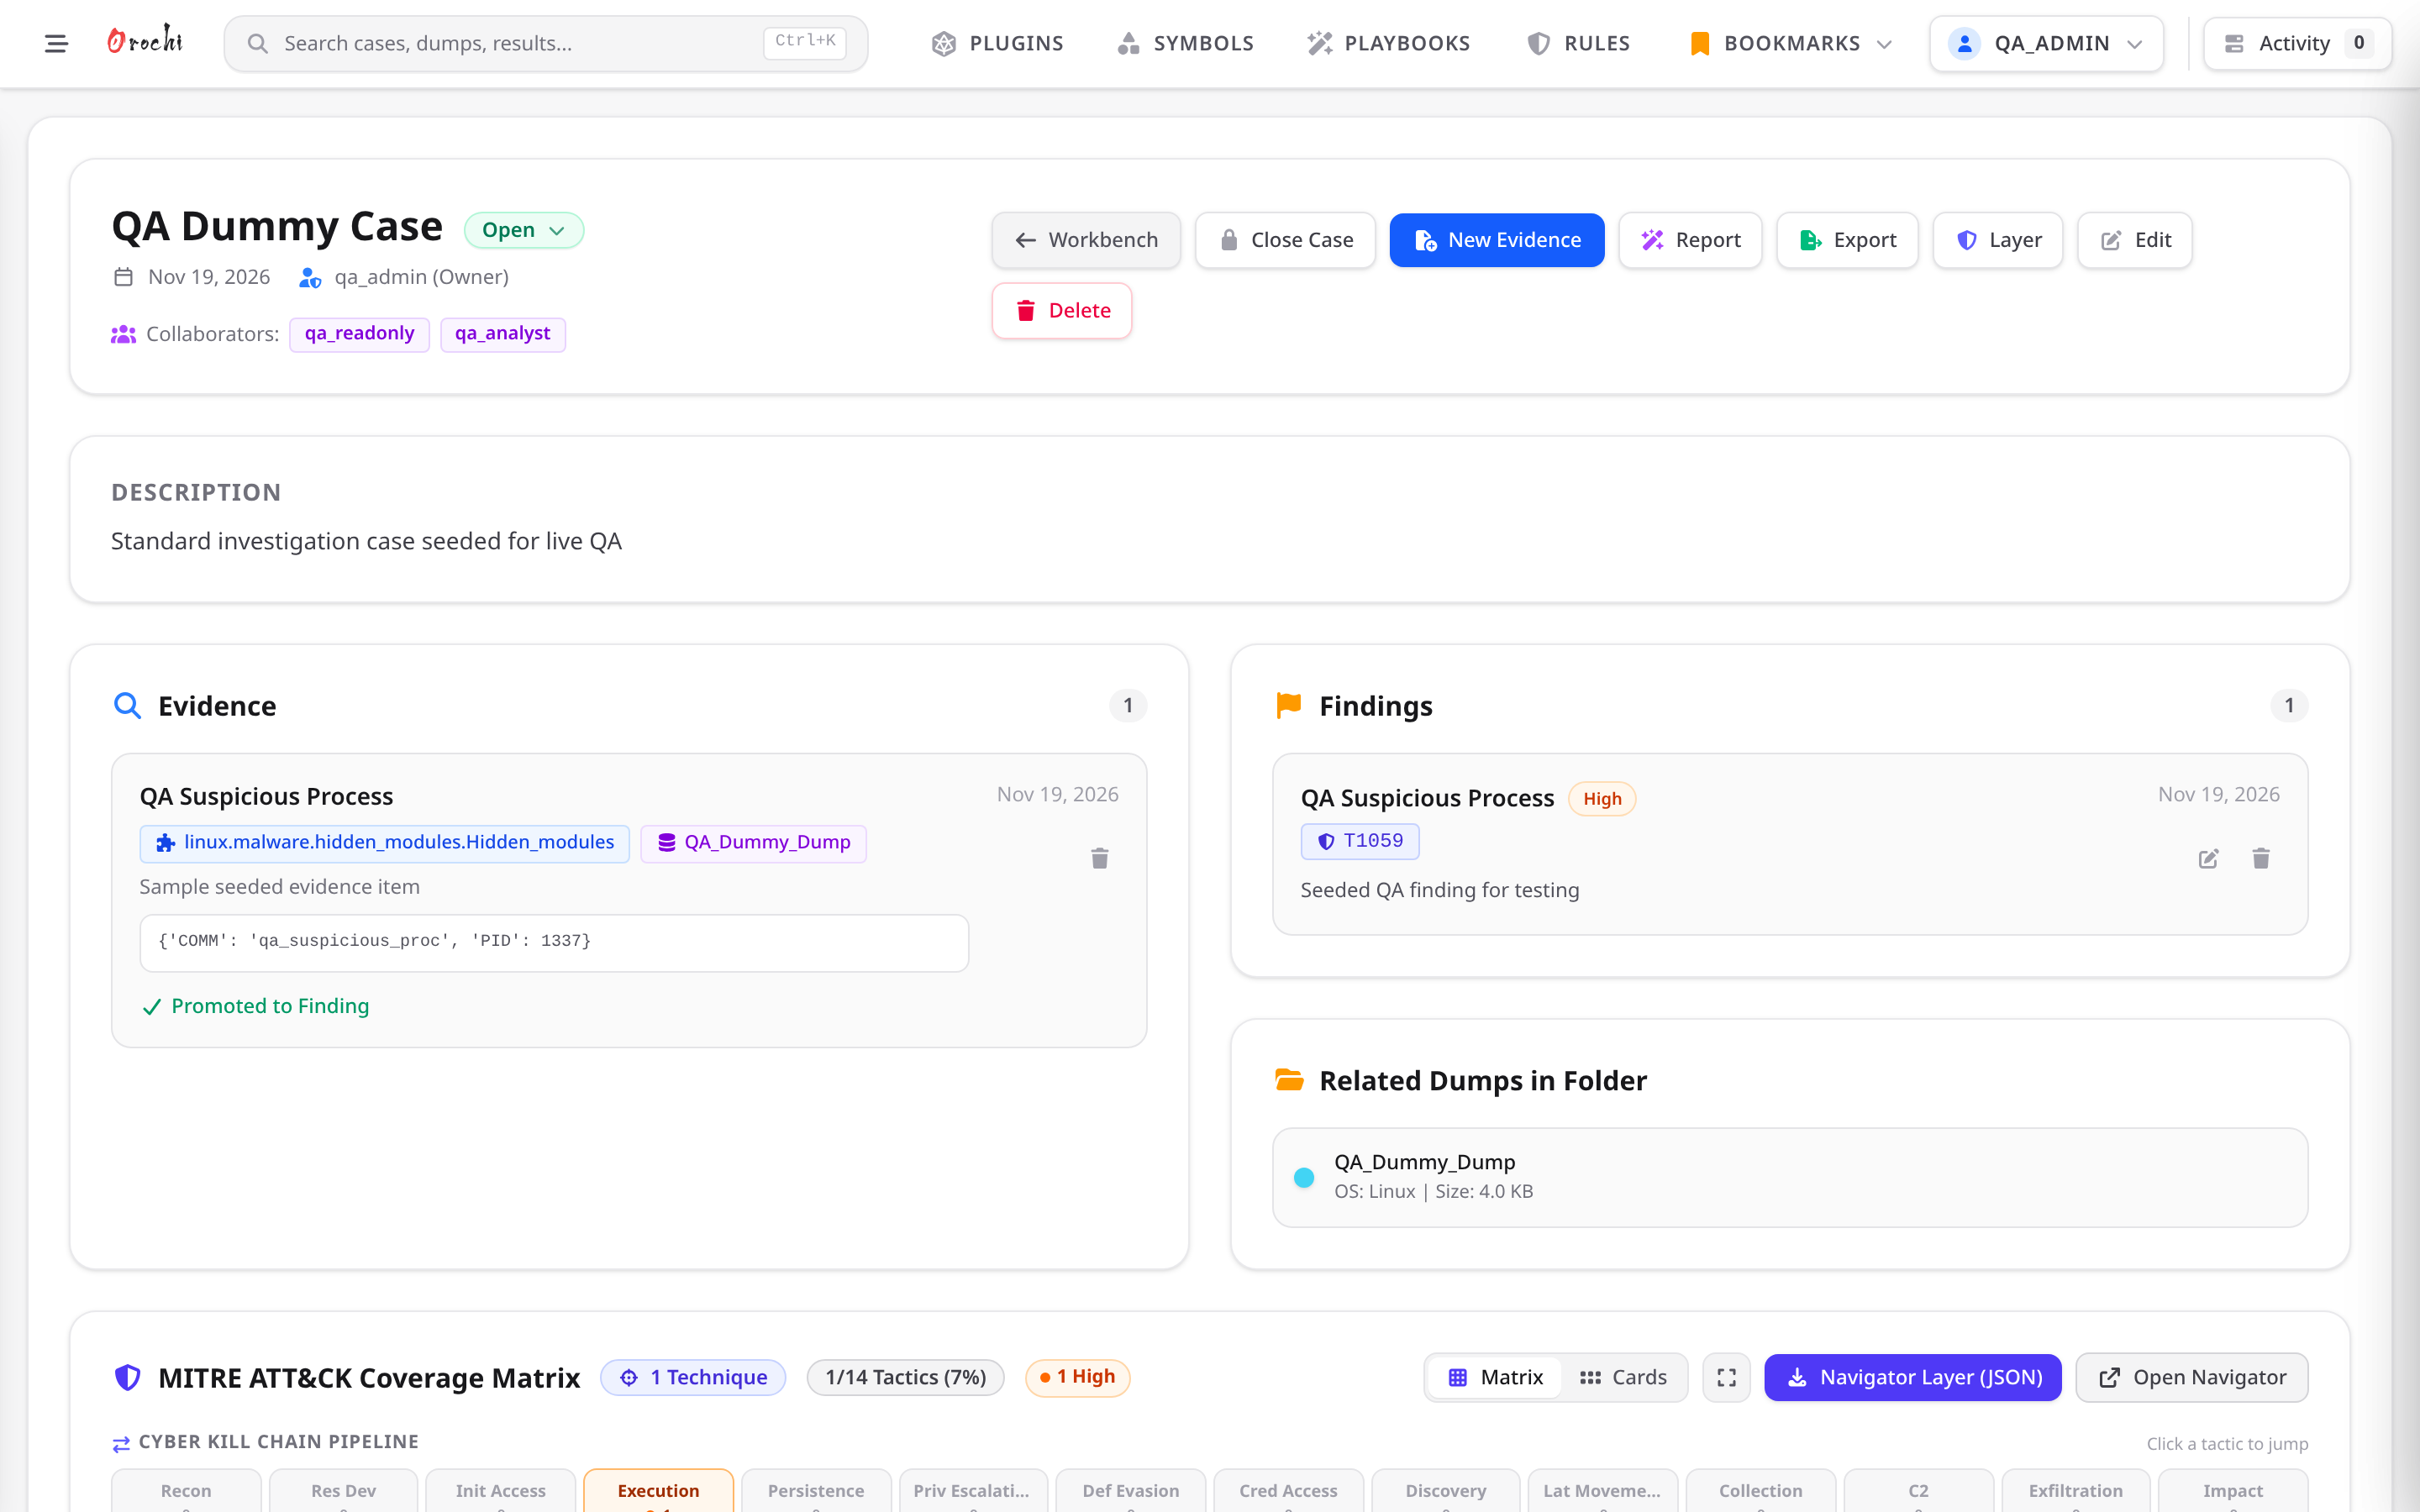 Orochi
Search cases, dumps, results...
Ctrl+K
PLUGINS
SYMBOLS
PLAYBOOKS
RULES
BOOKMARKS
QA_ADMIN
Activity 0
QA Dummy Case
Open
Nov 19, 2026
qa_admin (Owner)
Collaborators: qa_readonly qa_analyst
Workbench
Close Case
New Evidence
Report
Export
Layer
Edit
Delete
DESCRIPTION
Standard investigation case seeded for live QA
Evidence
1
QA Suspicious Process
Nov 19, 2026
linux.malware.hidden_modules.Hidden_modules
QA_Dummy_Dump
Sample seeded evidence item
{'COMM': 'qa_suspicious_proc', 'PID': 1337}
Promoted to Finding
Findings
1
QA Suspicious Process
High
Nov 19, 2026
T1059
Seeded QA finding for testing
Related Dumps in Folder
QA_Dummy_Dump
OS: Linux | Size: 4.0 KB
MITRE ATT&CK Coverage Matrix
1 Technique
1/14 Tactics (7%)
1 High
Matrix
Cards
Navigator Layer (JSON)
Open Navigator
CYBER KILL CHAIN PIPELINE
Click a tactic to jump
Recon
Res Dev
Init Access
Execution
Persistence
Priv Escalati...
Def Evasion
Cred Access
Discovery
Lat Moveme...
Collection
C2
Exfiltration
Impact